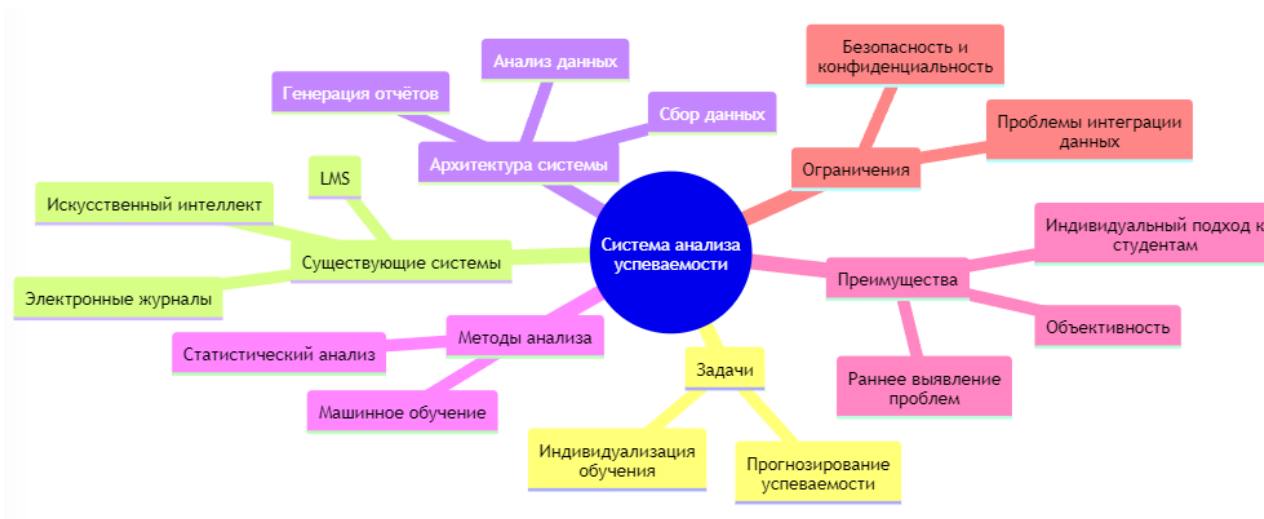 Безопасность и
конфиденциальность
Анализ данных
Генерация отчётов
Сбор данных
Проблемы интеграции
данных
Архитектура системы
Ограничения
LMS
Искусственный интеллект
Система анализа
успеваемости
Индивидуальный подход к
студентам
Существующие системы
Преимущества
Электронные журналы
Методы анализа
Объективность
Статистический анализ
Задачи
Раннее выявление
проблем
Машинное обучение
Индивидуализация
обучения
Прогнозирование
успеваемости